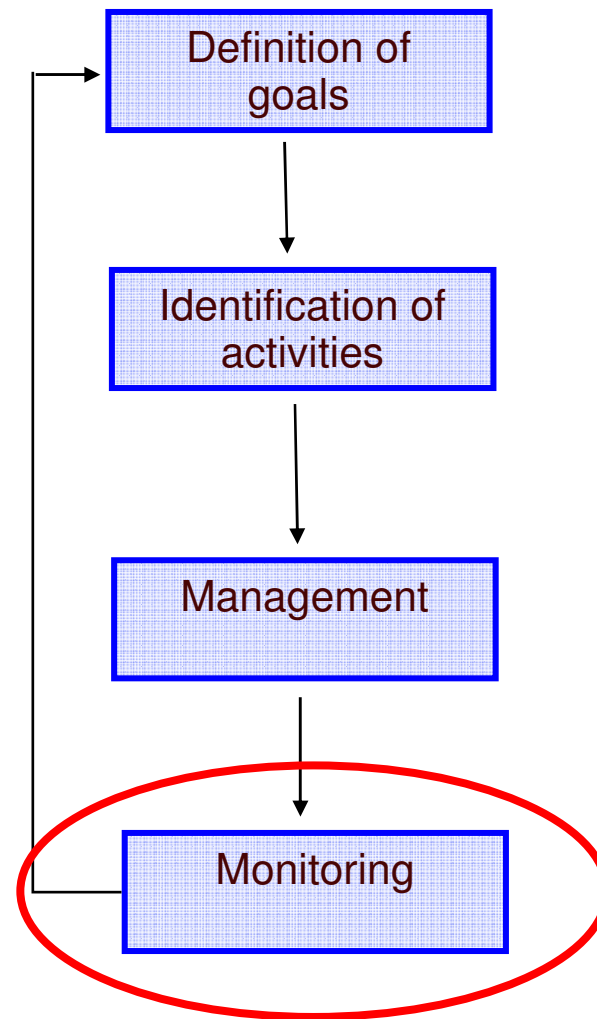 Definition of
goals
Identification of
activities
Management
Monitoring